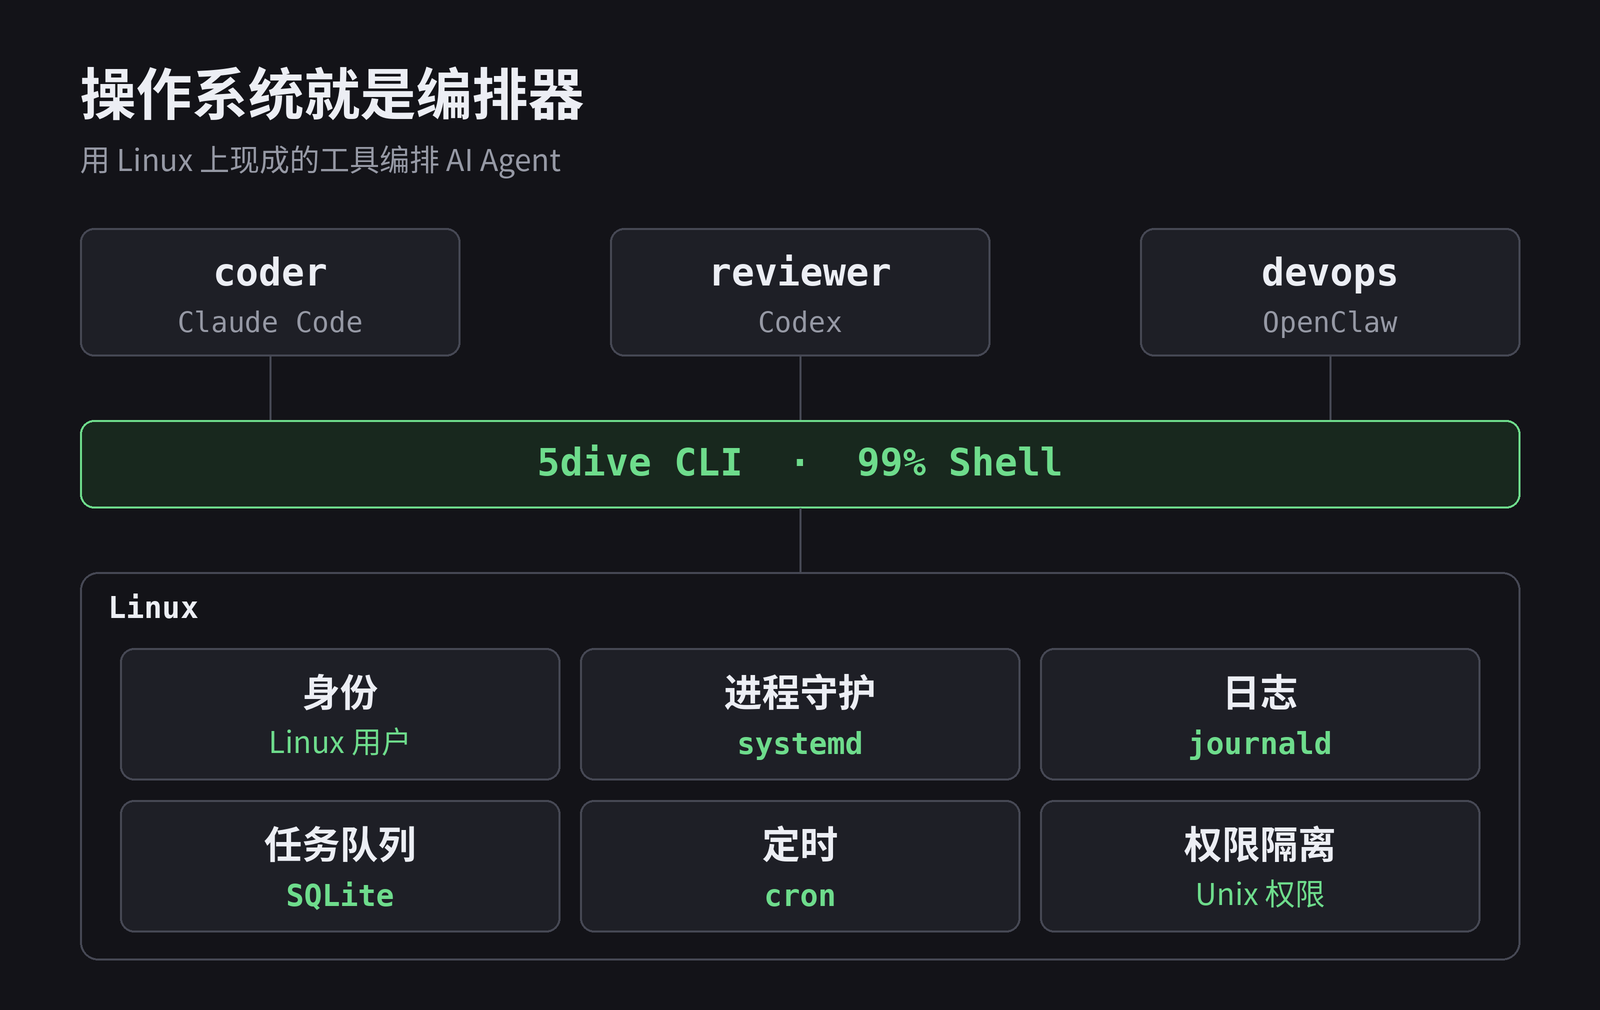 操作系统就是编排器
用 Linux 上现成的工具编排 AI Agent
coder
Claude Code
reviewer
Codex
devops
OpenClaw
5dive CLI · 99% Shell
Linux
身份
Linux 用户
进程守护
systemd
日志
journald
任务队列
SQLite
定时
cron
权限隔离
Unix 权限